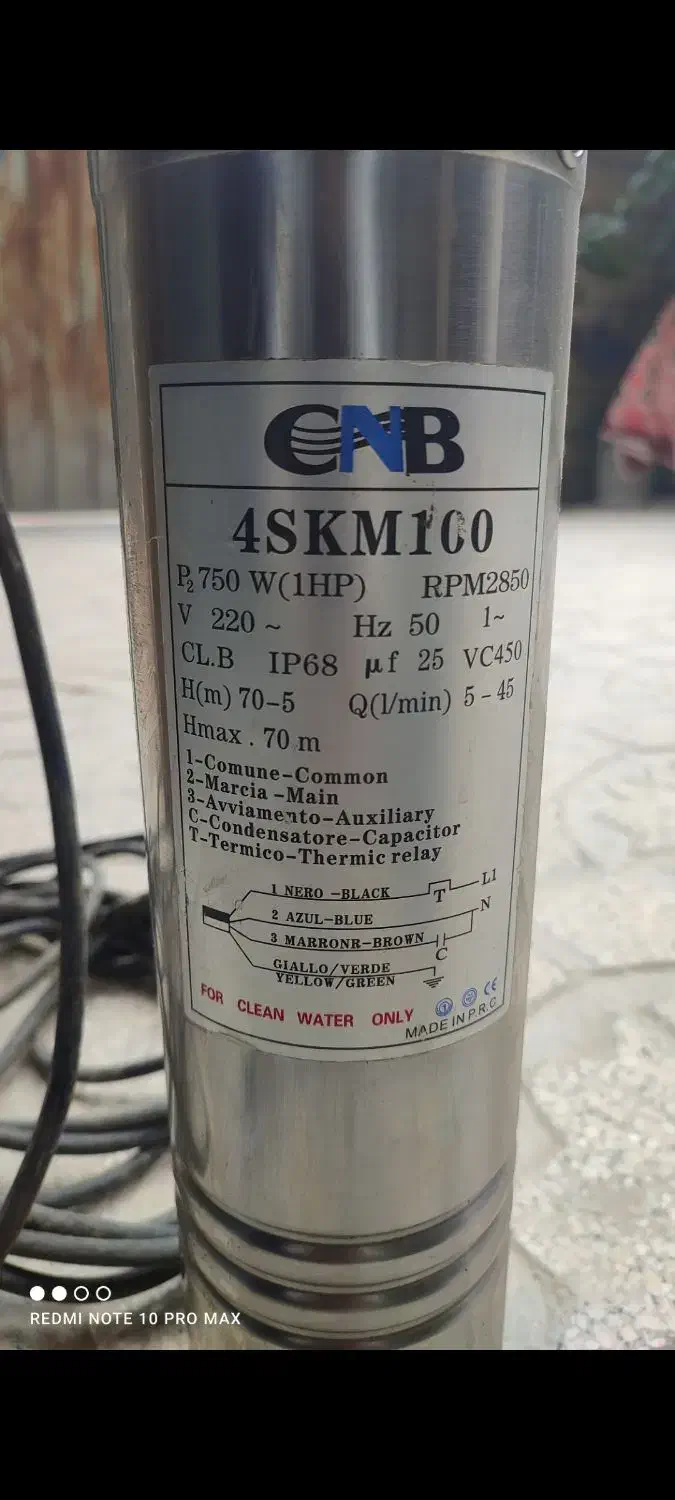 CNB
4SKM100
P2 750 W(1HP) RPM2850
V 220 ~ Hz 50 1~
CL.B IP68 μf 25 VC450
H(m) 70-5 Q(l/min) 5-45
Hmax. 70 m
1-Comune-Common
2-Marcia -Main
3-Avviamento-Auxiliary
C-Condensatore-Capacitor
T-Termico-Thermic relay
1 NERO -BLACK T L1
2 AZUL-BLUE N
3 MARRONR-BROWN C
GIALLO/VERDE
YELLOW/GREEN
FOR CLEAN WATER ONLY
CE
MADE IN P.R.C
REDMI NOTE 10 PRO MAX